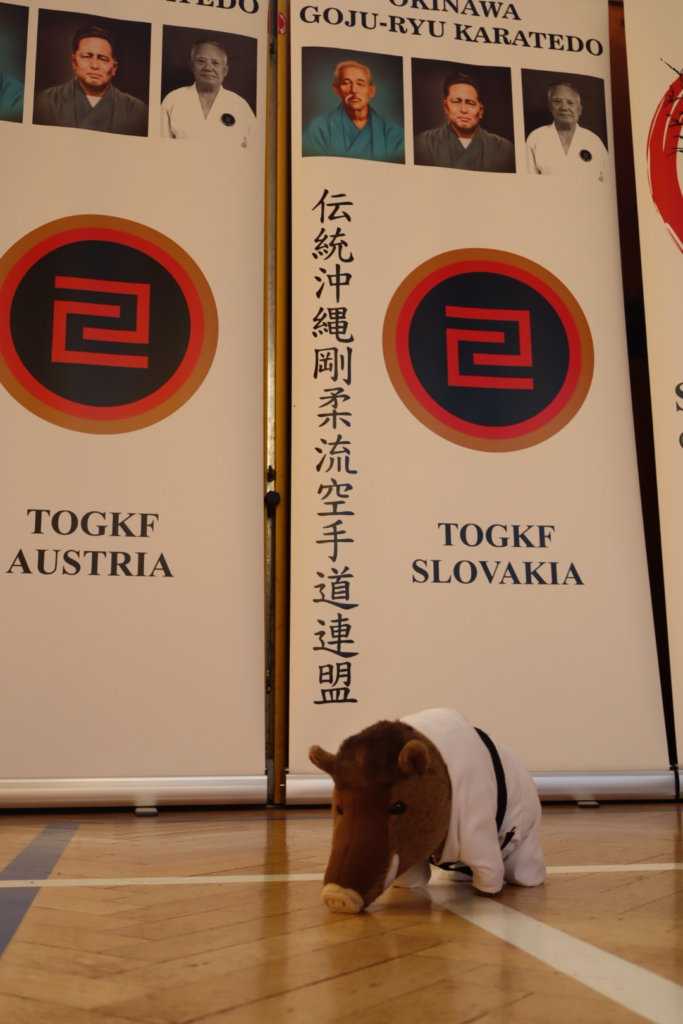 KARATEDO
TOGKF
AUSTRIA
OKINAWA
GOJU-RYU KARATEDO
伝統沖縄剛柔流空手道連盟
TOGKF
SLOVAKIA